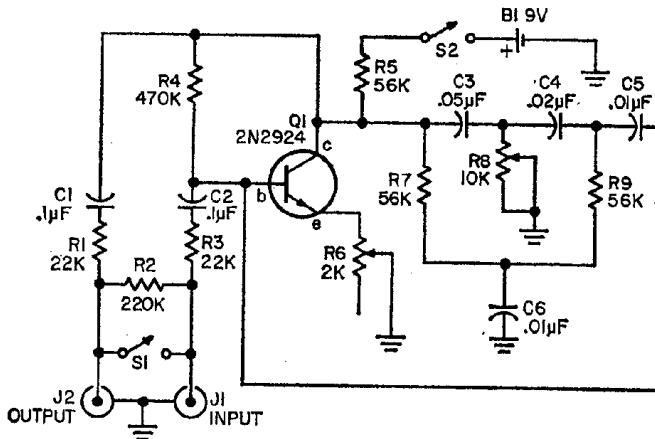 B1 9V
S2
+
R4
470K
R5
56K
C3
.05µF
C4
.02µF
C5
.01µF
Q1
2N2924
c
b
e
C1
.1µF
C2
.1µF
R8
10K
R7
56K
R9
56K
R1
22K
R3
22K
R6
2K
R2
220K
C6
.01µF
S1
J2
OUTPUT
J1
INPUT